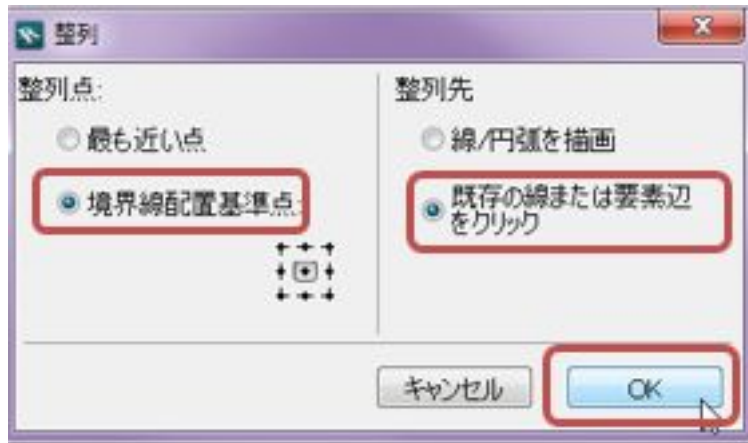 整列
整列点:
最も近い点
境界線配置基準点:
整列先
線/円弧を描画
既存の線または要素辺
をクリック
キャンセル
OK